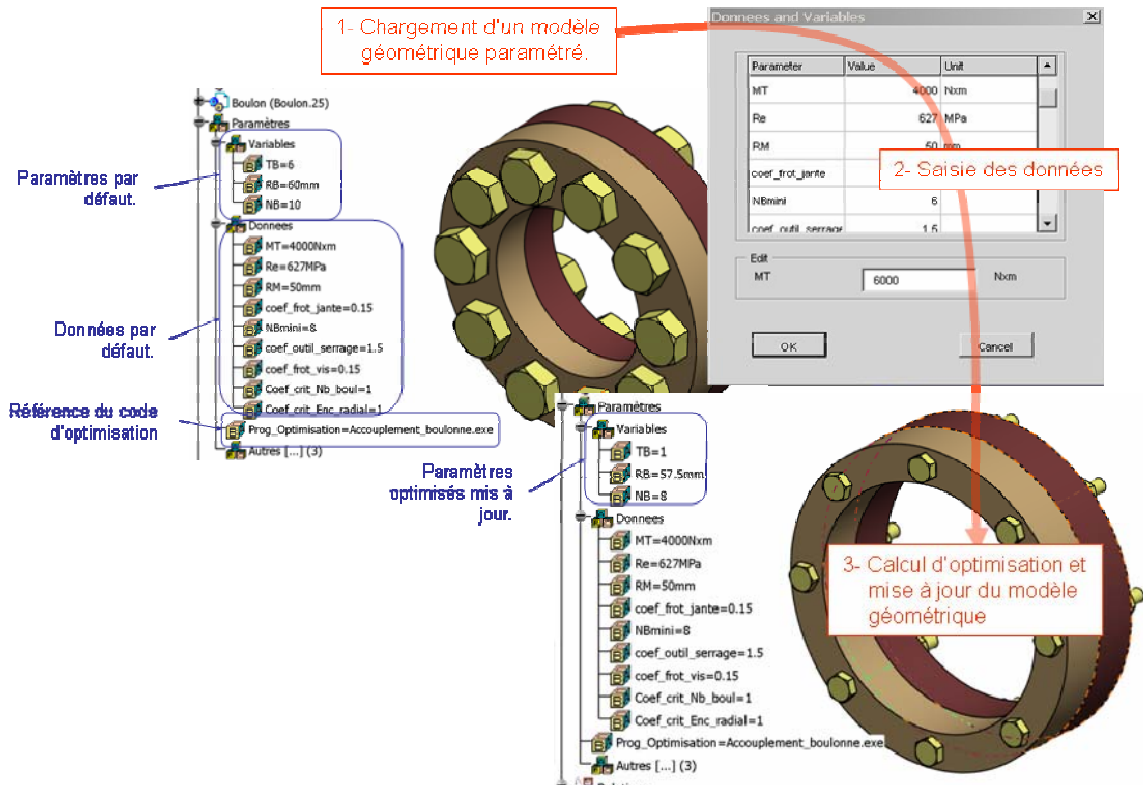 1- Chargement d'un modèle
géométrique paramétré.
Boulon (Boulon.25)
Paramètres
Variables
TB=6
RB=60mm
NB=10
Donnees
MT=4000Nxm
Re=627MPa
RM=50mm
coef_frot_jante=0.15
NBmini=8
coef_outil_serrage=1.5
coef_frot_vis=0.15
Coef_crit_Nb_boul=1
Coef_crit_Enc_radial=1
Prog_Optimisation=Accouplement_boulonne.exe
Autres [...] (3)
Paramètres par
défaut.
Données par
défaut.
Référence du code
d'optimisation
Donnees and Variables
Parameter Value Unit
MT 4000 Nxm
Re 627 MPa
RM 50 mm
coef_frot_jante
NBmini 6
coef_outil_serrage 1.5
Edit
MT 6000 Nxm
OK Cancel
2- Saisie des données
Paramètres
Variables
TB=1
RB=57.5mm
NB=8
Donnees
MT=4000Nxm
Re=627MPa
RM=50mm
coef_frot_jante=0.15
NBmini=8
coef_outil_serrage=1.5
coef_frot_vis=0.15
Coef_crit_Nb_boul=1
Coef_crit_Enc_radial=1
Prog_Optimisation=Accouplement_boulonne.exe
Autres [...] (3)
Paramètres
optimisés mis à
jour.
3- Calcul d'optimisation et
mise à jour du modèle
géométrique